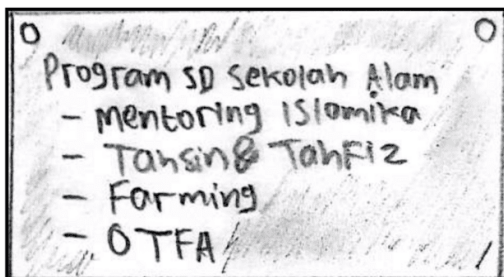 Program SD Sekolah Alam
- Mentoring Islamika
- Tahsin & Tahfiz
- Farming
- OTFA